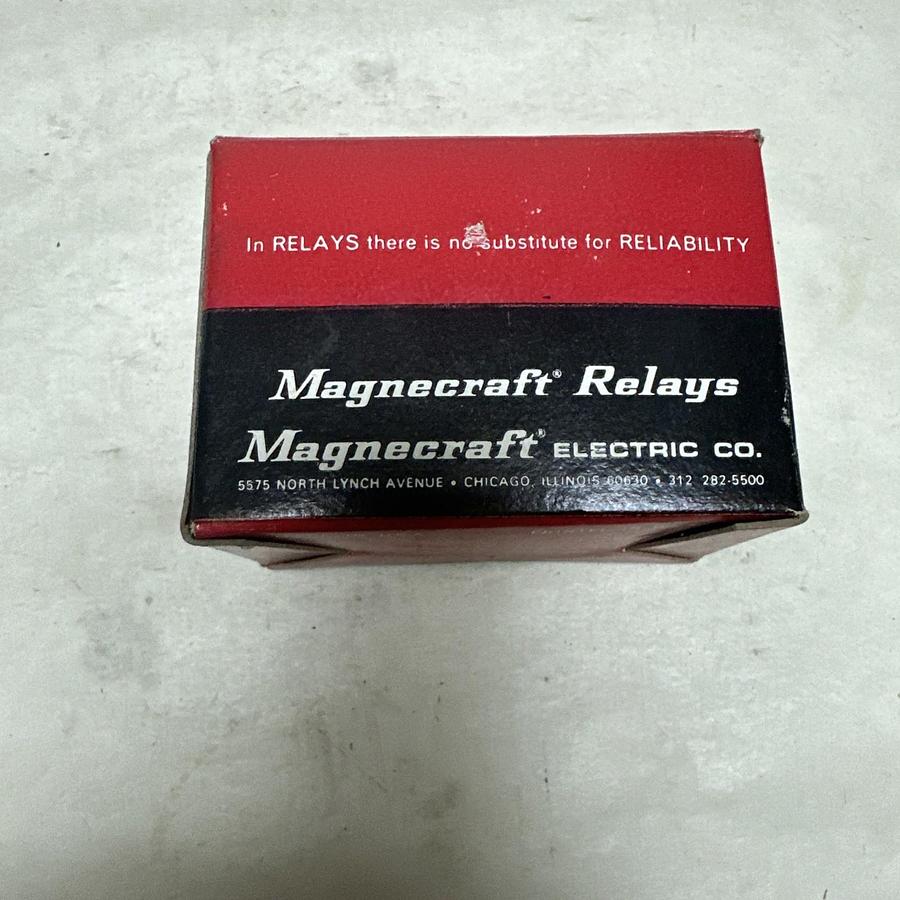 In RELAYS there is no substitute for RELIABILITY
Magnecraft® Relays
Magnecraft® ELECTRIC CO.
5575 NORTH LYNCH AVENUE • CHICAGO, ILLINOIS 60630 • 312 282-5500